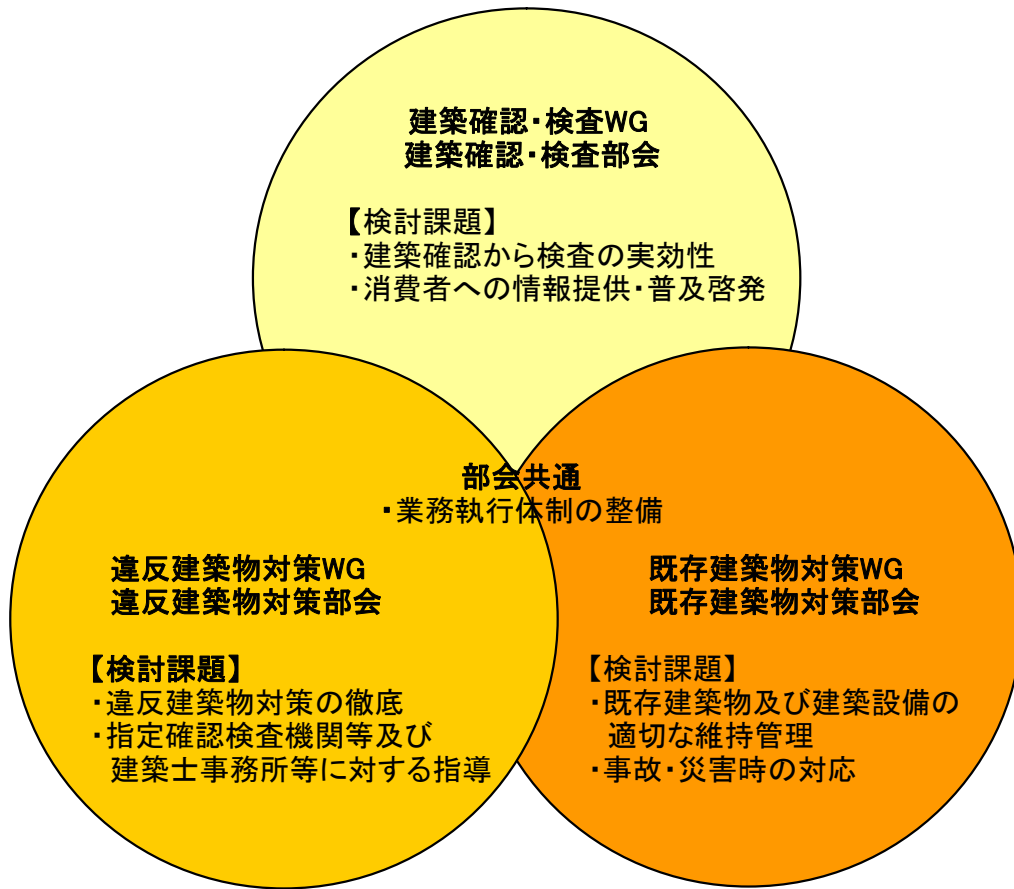 建築確認・検査WG
建築確認・検査部会
【検討課題】
・建築確認から検査の実効性
・消費者への情報提供・普及啓発
部会共通
・業務執行体制の整備
違反建築物対策WG
違反建築物対策部会
【検討課題】
・違反建築物対策の徹底
・指定確認検査機関等及び
建築士事務所等に対する指導
既存建築物対策WG
既存建築物対策部会
【検討課題】
・既存建築物及び建築設備の
適切な維持管理
・事故・災害時の対応